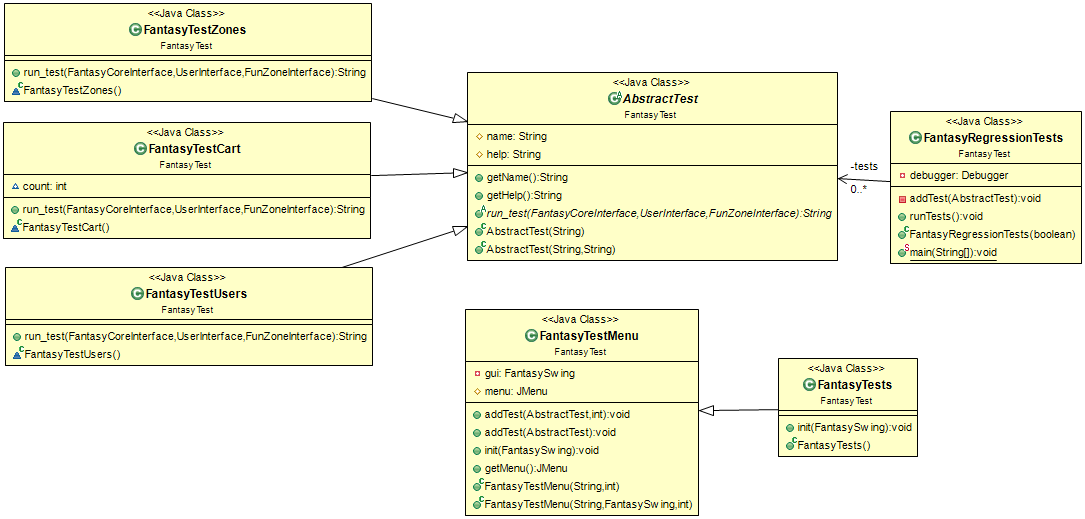 <<Java Class>>
FantasyTestZones
FantasyTest
run_test(FantasyCoreInterface,UserInterface,FunZoneInterface):String
FantasyTestZones()
<<Java Class>>
FantasyTestCart
FantasyTest
count: int
run_test(FantasyCoreInterface,UserInterface,FunZoneInterface):String
FantasyTestCart()
<<Java Class>>
FantasyTestUsers
FantasyTest
run_test(FantasyCoreInterface,UserInterface,FunZoneInterface):String
FantasyTestUsers()
<<Java Class>>
AbstractTest
FantasyTest
name: String
help: String
getName():String
getHelp():String
run_test(FantasyCoreInterface,UserInterface,FunZoneInterface):String
AbstractTest(String)
AbstractTest(String,String)
-tests
0..*
<<Java Class>>
FantasyRegressionTests
FantasyTest
debugger: Debugger
addTest(AbstractTest):void
runTests():void
FantasyRegressionTests(boolean)
main(String[]):void
<<Java Class>>
FantasyTestMenu
FantasyTest
gui: FantasySwing
menu: JMenu
addTest(AbstractTest,int):void
addTest(AbstractTest):void
init(FantasySwing):void
getMenu():JMenu
FantasyTestMenu(String,int)
FantasyTestMenu(String,FantasySwing,int)
<<Java Class>>
FantasyTests
FantasyTest
init(FantasySwing):void
FantasyTests()